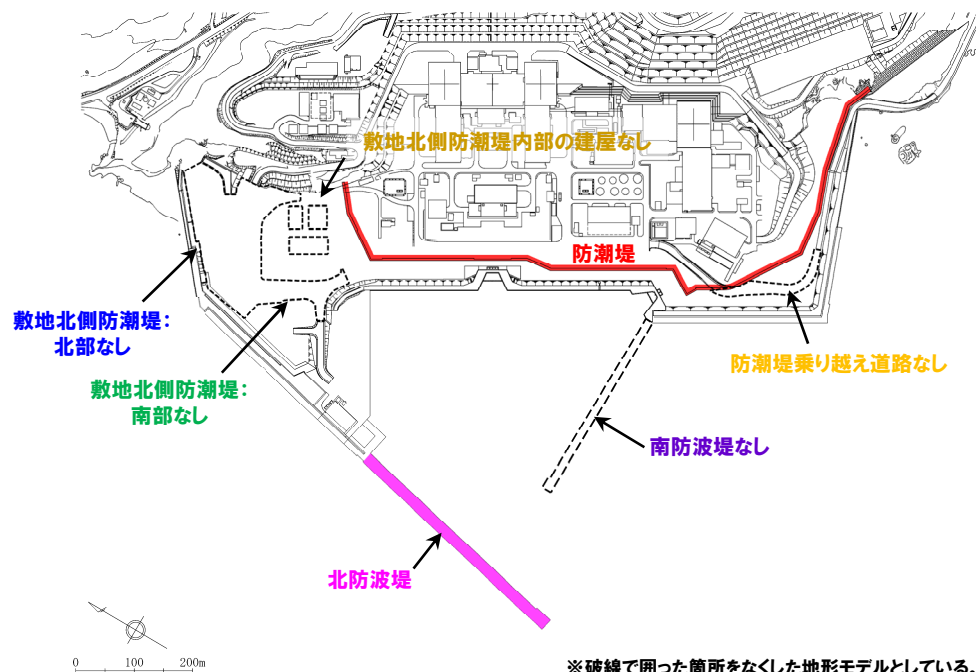 敷地北側防潮堤内部の建屋なし
防潮堤
敷地北側防潮堤:
北部なし
敷地北側防潮堤:
南部なし
防潮堤乗り越え道路なし
南防波堤なし
北防波堤
0 100 200m
※破線で囲った箇所をなくした地形モデルとしている。